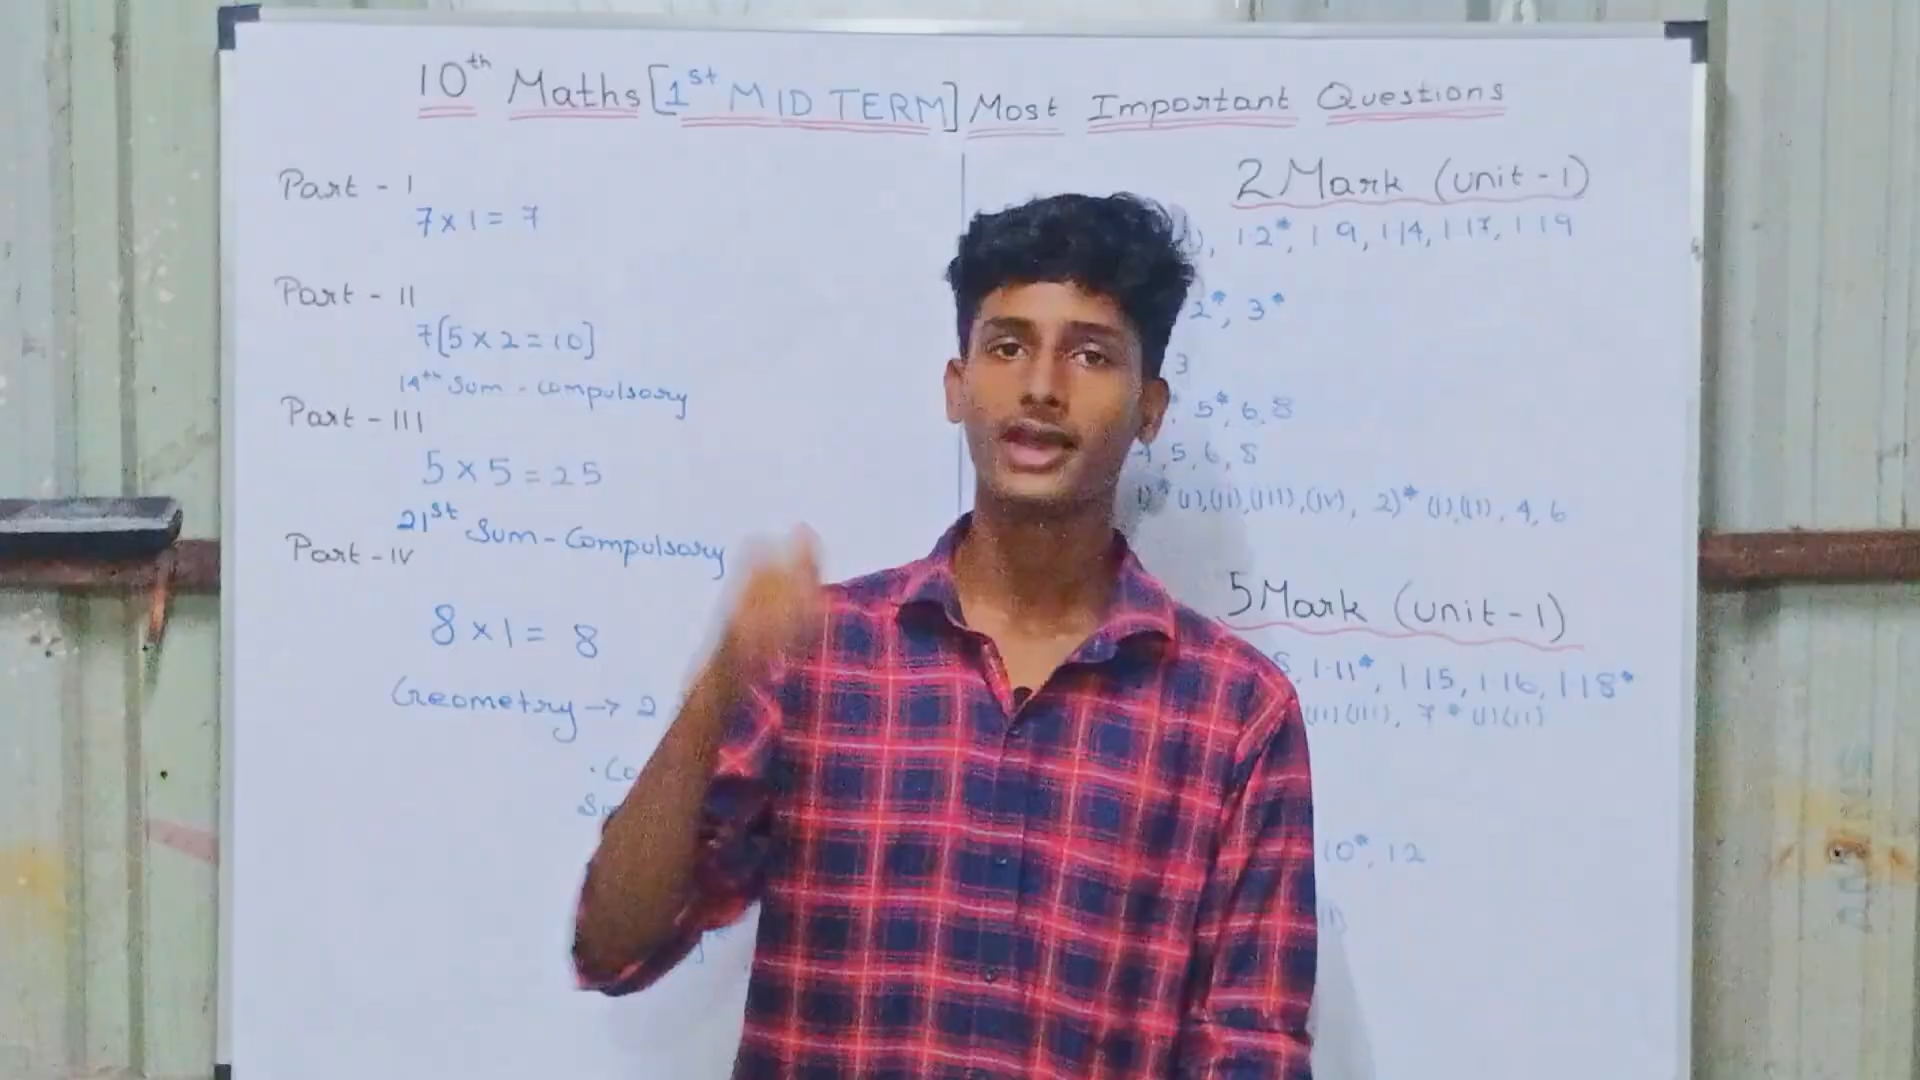 10th Maths [1st MID TERM] Most Important Questions
Part - I
7 x 1 = 7
Part - II
7[5 x 2 = 10]
14th Sum - Compulsory
Part - III
5 x 5 = 25
21st Sum - Compulsory
Part - IV
8 x 1 = 8
Geometry → 2
2 Mark (unit - 1)
1·2*, 1·9, 1·14, 1·17, 1·19
2*, 3*
3
5*, 6, 8
4, 5, 6, 8
1)* (i),(ii),(iii),(iv), 2)* (i),(ii), 4, 6
5 Mark (unit - 1)
1·11*, 1·15, 1·16, 1·18*
(ii)(iii), 7* (i)(ii)
10*, 12